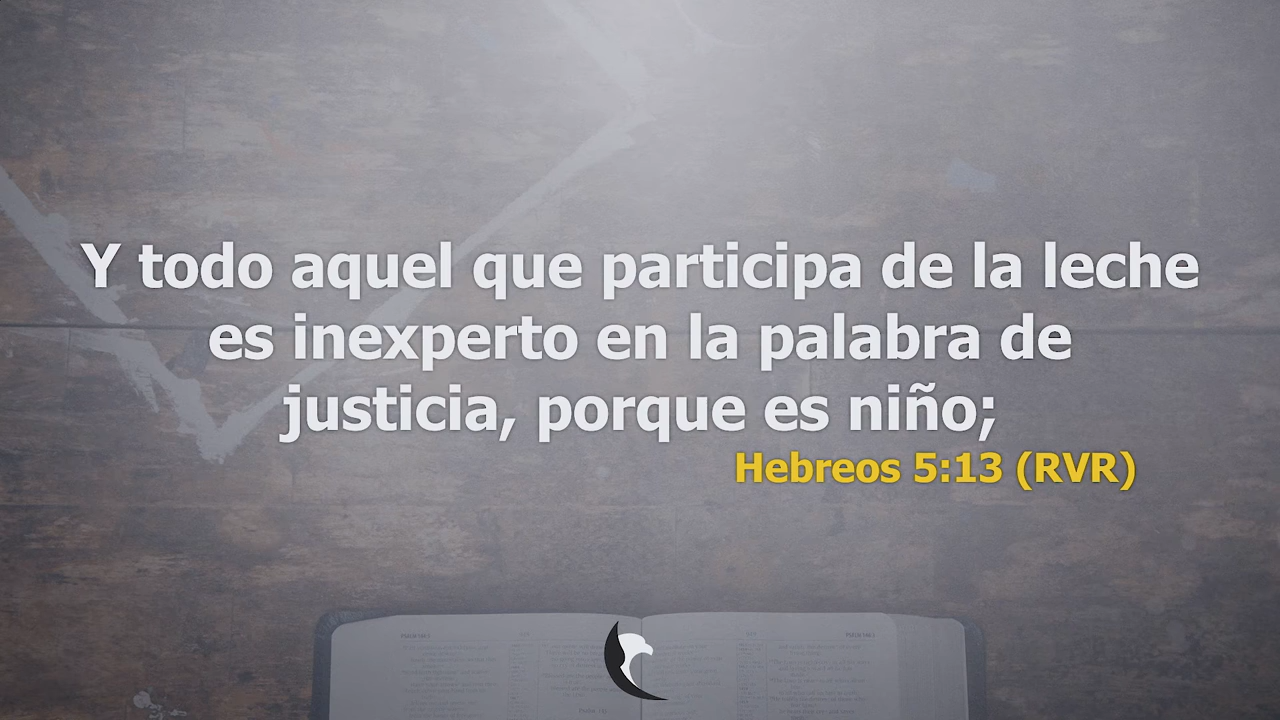 Y todo aquel que participa de la leche
es inexperto en la palabra de
justicia, porque es niño;
Hebreos 5:13 (RVR)